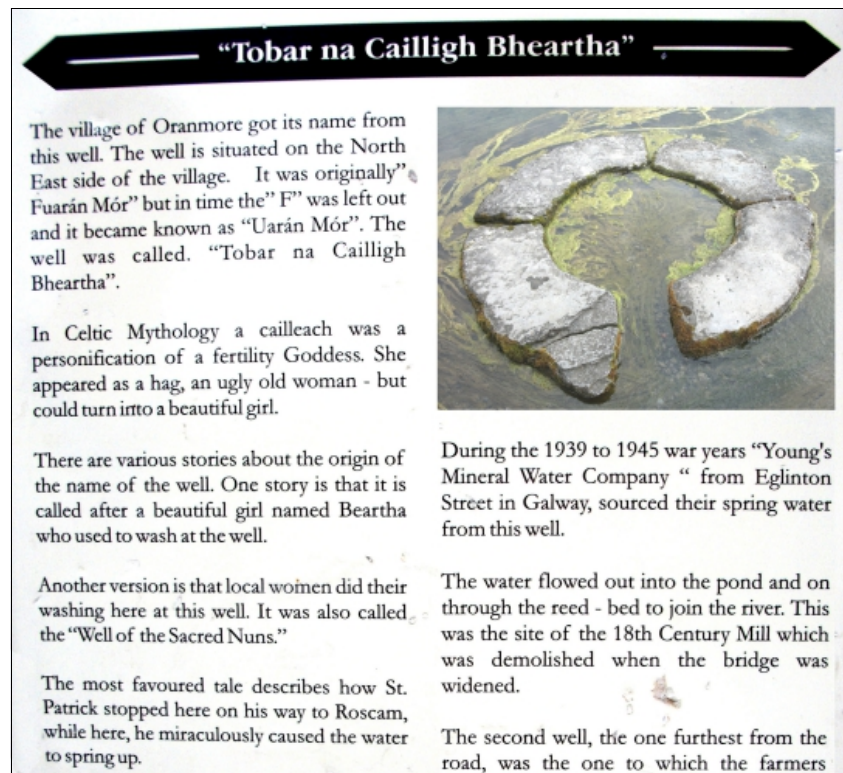 “Tobar na Cailligh Bheartha”
The village of Oranmore got its name from
this well. The well is situated on the North
East side of the village. It was originally”
Fuarán Mór” but in time the” F” was left out
and it became known as “Uarán Mór”. The
well was called. “Tobar na Cailligh
Bheartha”.
In Celtic Mythology a cailleach was a
personification of a fertility Goddess. She
appeared as a hag, an ugly old woman - but
could turn into a beautiful girl.
There are various stories about the origin of
the name of the well. One story is that it is
called after a beautiful girl named Beartha
who used to wash at the well.
Another version is that local women did their
washing here at this well. It was also called
the “Well of the Sacred Nuns.”
The most favoured tale describes how St.
Patrick stopped here on his way to Roscam,
while here, he miraculously caused the water
to spring up.
During the 1939 to 1945 war years “Young's
Mineral Water Company “ from Eglinton
Street in Galway, sourced their spring water
from this well.
The water flowed out into the pond and on
through the reed - bed to join the river. This
was the site of the 18th Century Mill which
was demolished when the bridge was
widened.
The second well, the one furthest from the
road, was the one to which the farmers